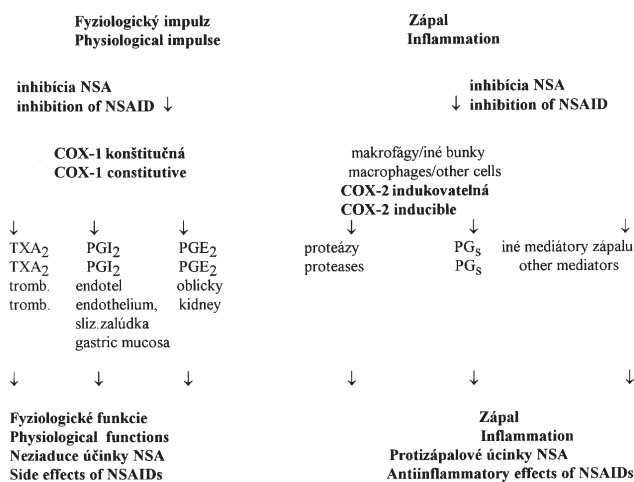 Fyziologický impulz
Physiological impulse
Zápal
Inflammation
inhibícia NSA
inhibition of NSAID ↓
inhibícia NSA
↓ inhibition of NSAID
COX-1 konštitučná
COX-1 constitutive
makrofágy/iné bunky
macrophages/other cells
COX-2 indukovatelná
COX-2 inducible
↓ ↓ ↓ ↓ ↓ ↓
TXA2 PGI2 PGE2
TXA2 PGI2 PGE2
tromb. endotel oblicky
tromb. endothelium, kidney
sliz.zalúdka
gastric mucosa
proteázy PGs iné mediátory zápalu
proteases PGs other mediators
↓ ↓ ↓ ↓ ↓ ↓
Fyziologické funkcie
Physiological functions
Neziaduce účinky NSA
Side effects of NSAIDs
Zápal
Inflammation
Protizápalové úcinky NSA
Antiinflammatory effects of NSAIDs